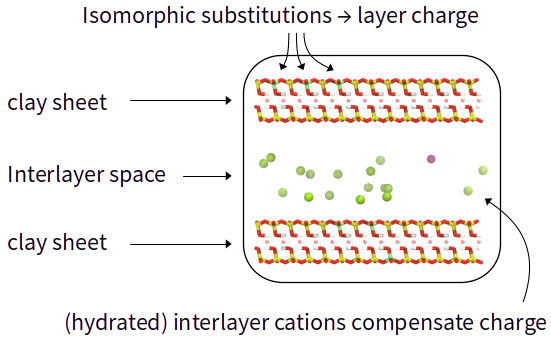 Isomorphic substitutions → layer charge
clay sheet
Interlayer space
clay sheet
(hydrated) interlayer cations compensate charge